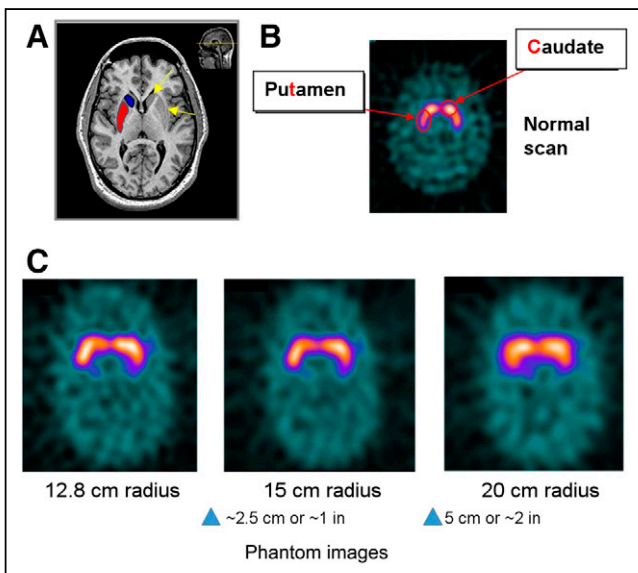 A
B
Caudate
Putamen
Normal
scan
C
12.8 cm radius
15 cm radius
20 cm radius
~2.5 cm or ~1 in
5 cm or ~2 in
Phantom images